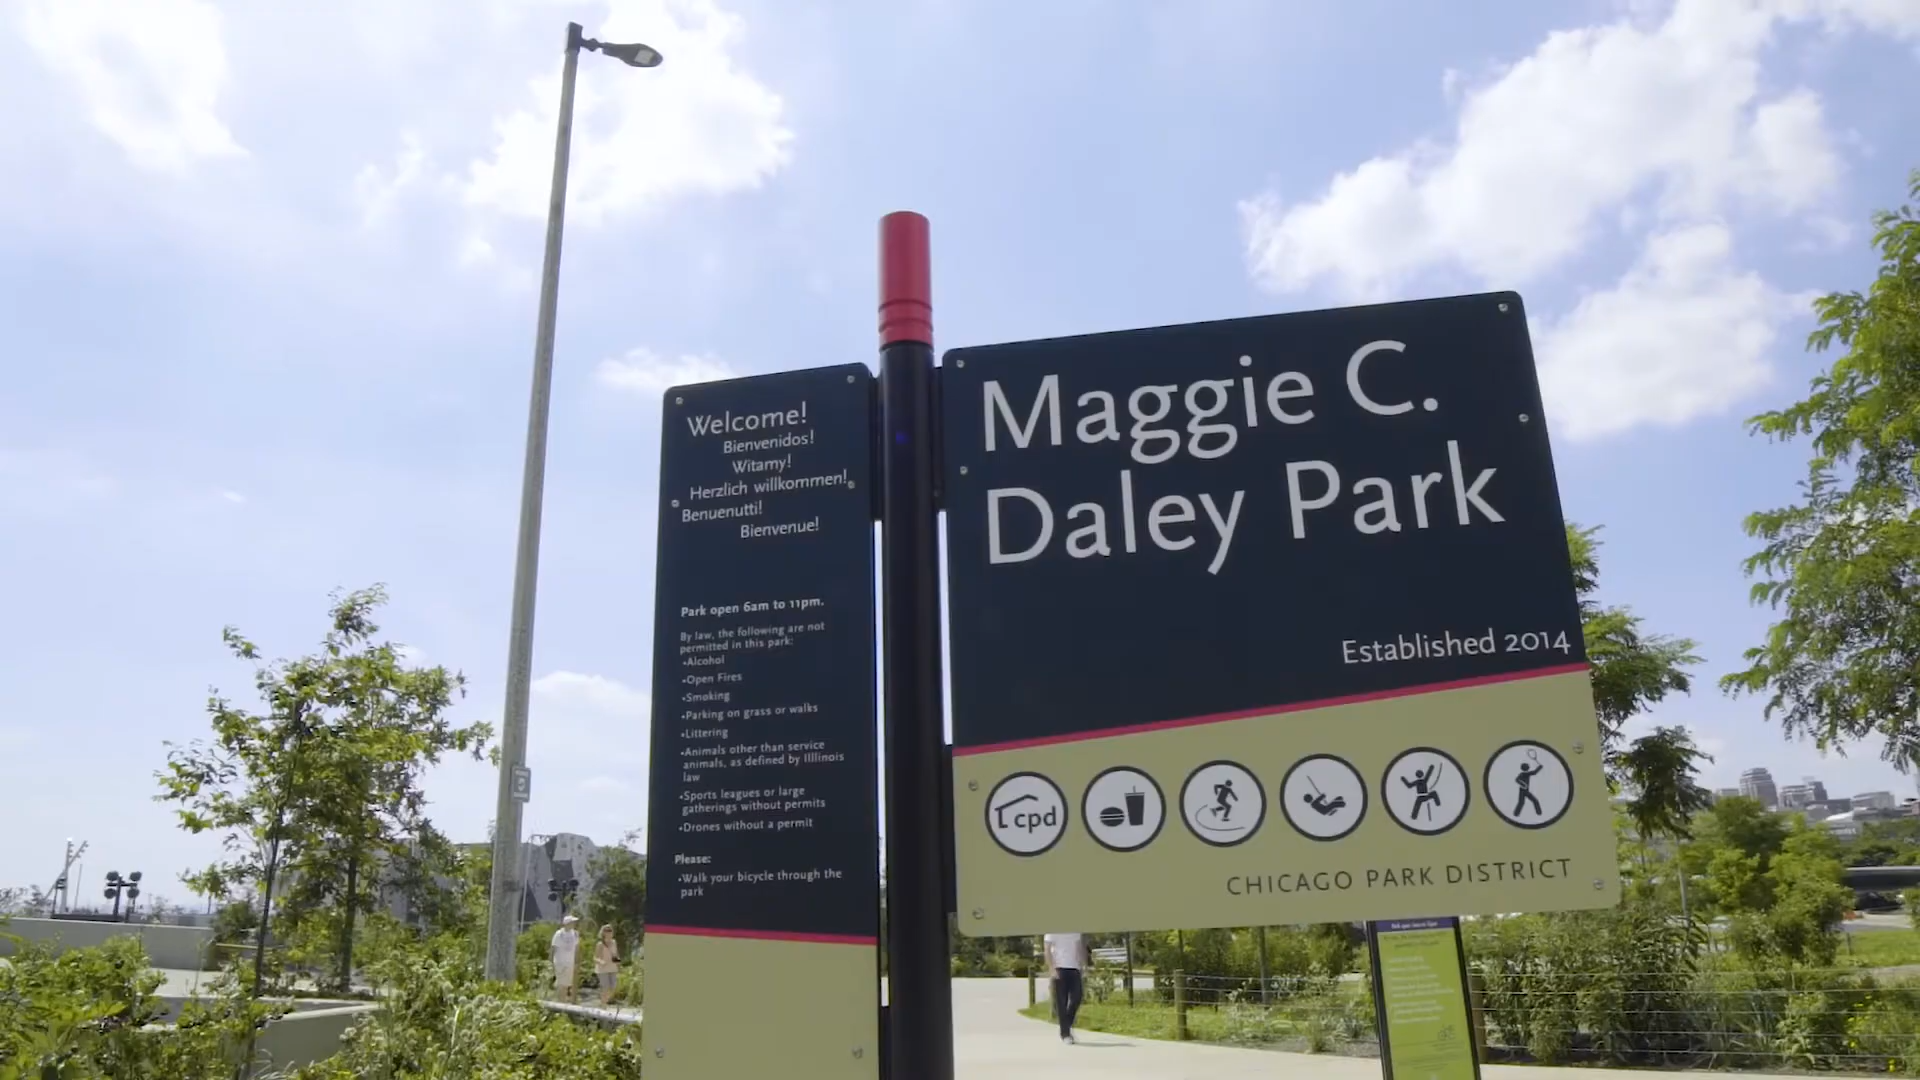 Welcome!
Bienvenidos!
Witamy!
Herzlich willkommen!
Benuenutti!
Bienvenue!
Park open 6am to 11pm.
By law, the following are not
permitted in this park:
•Alcohol
•Open Fires
•Smoking
•Parking on grass or walks
•Littering
•Animals other than service
animals, as defined by Illlinois
law
•Sports leagues or large
gatherings without permits
•Drones without a permit
Please:
•Walk your bicycle through the
park
Maggie C.
Daley Park
Established 2014
cpd
CHICAGO PARK DISTRICT